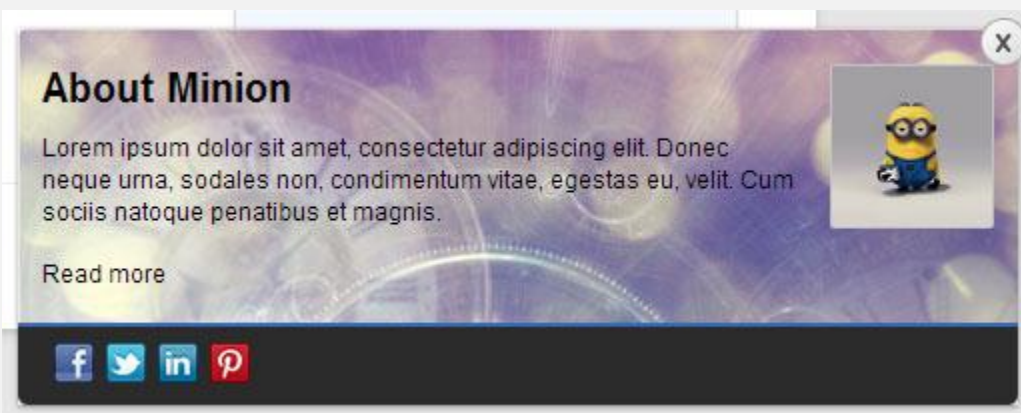 X
About Minion
Lorem ipsum dolor sit amet, consectetur adipiscing elit. Donec
neque urna, sodales non, condimentum vitae, egestas eu, velit. Cum
sociis natoque penatibus et magnis.
Read more
f in p